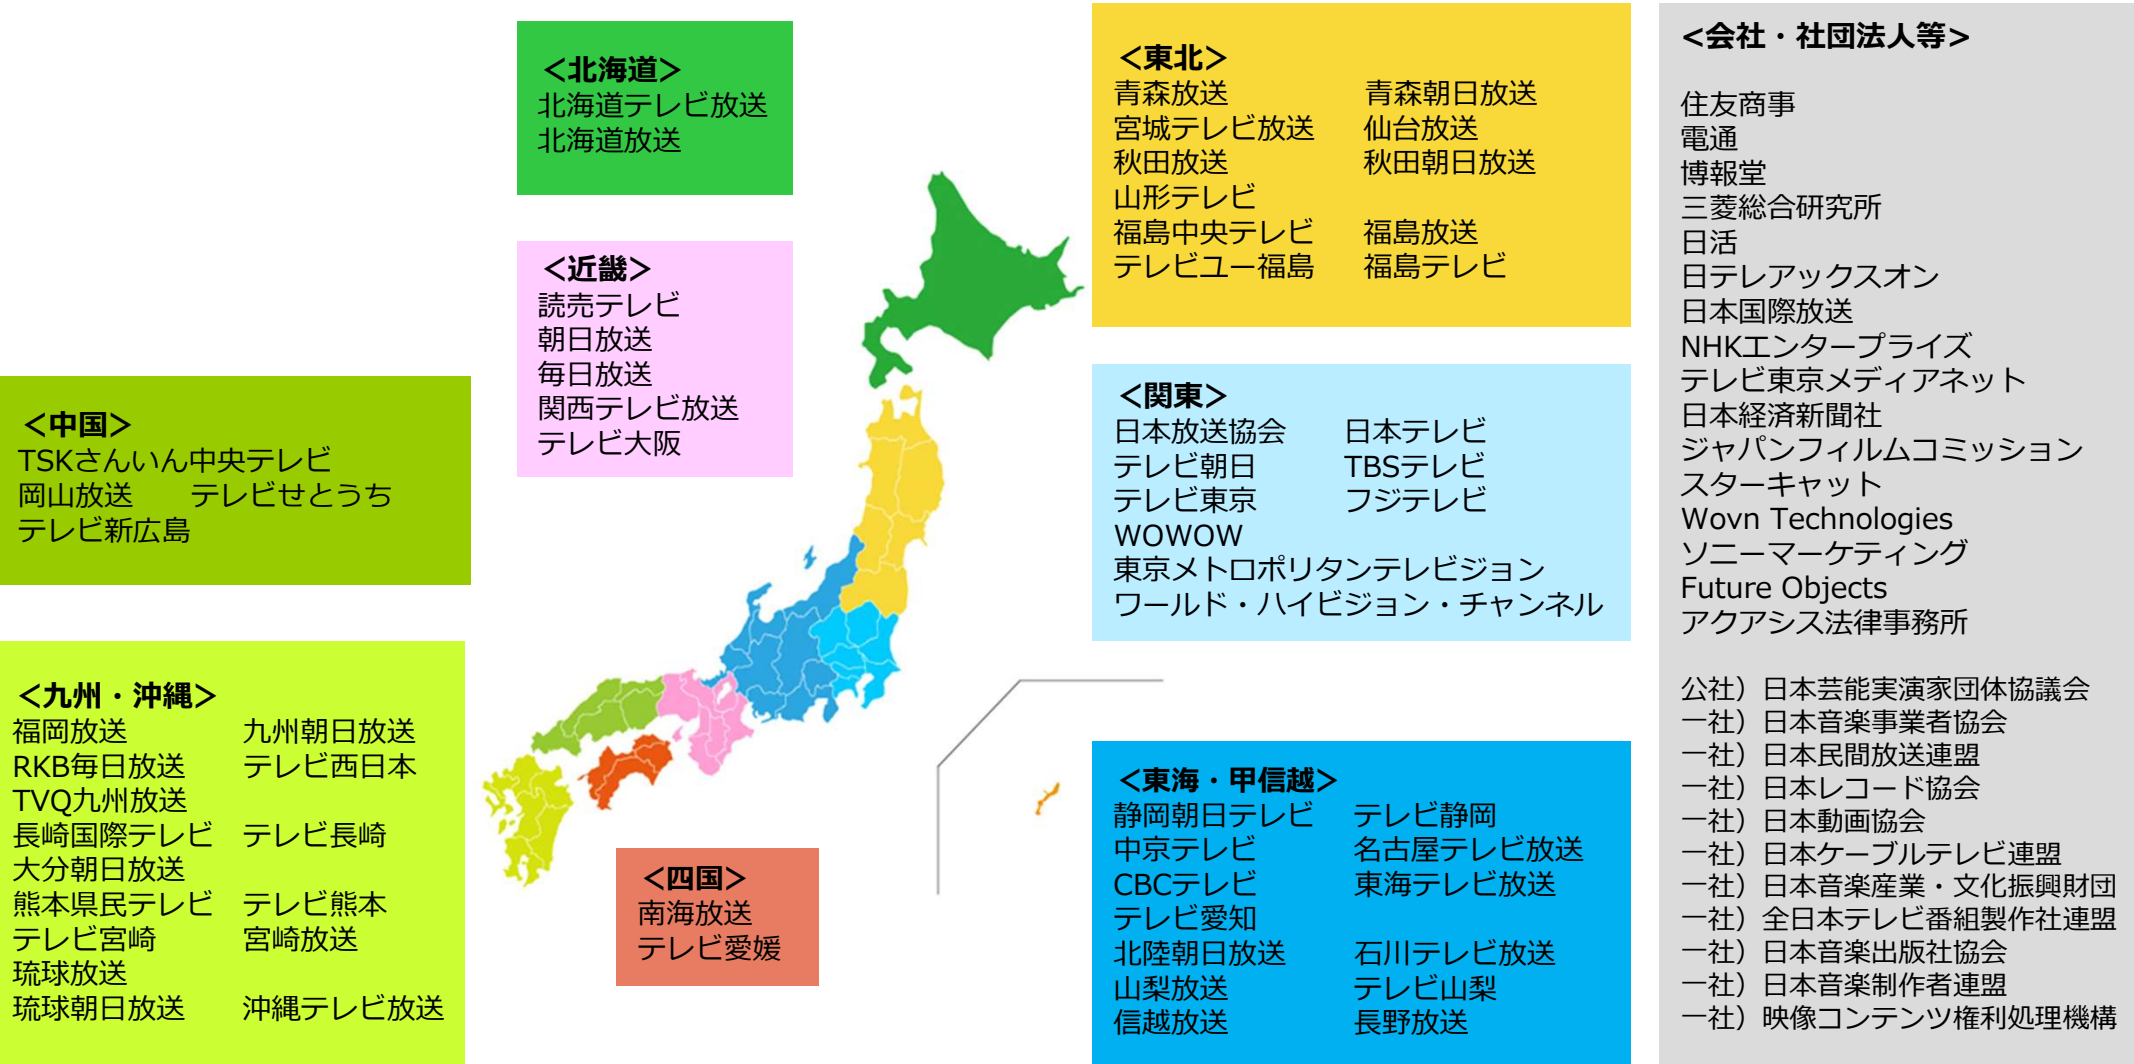 <北海道>
北海道テレビ放送
北海道放送
<近畿>
読売テレビ
朝日放送
毎日放送
関西テレビ放送
テレビ大阪
<中国>
TSKさんいん中央テレビ
岡山放送 テレビせとうち
テレビ新広島
<九州・沖縄>
福岡放送 九州朝日放送
RKB毎日放送 テレビ西日本
TVQ九州放送
長崎国際テレビ テレビ長崎
大分朝日放送
熊本県民テレビ テレビ熊本
テレビ宮崎 宮崎放送
琉球放送
琉球朝日放送 沖縄テレビ放送
<四国>
南海放送
テレビ愛媛
<東北>
青森放送 青森朝日放送
宮城テレビ放送 仙台放送
秋田放送 秋田朝日放送
山形テレビ
福島中央テレビ 福島放送
テレビユー福島 福島テレビ
<関東>
日本放送協会 日本テレビ
テレビ朝日 TBSテレビ
テレビ東京 フジテレビ
WOWOW
東京メトロポリタンテレビジョン
ワールド・ハイビジョン・チャンネル
<東海・甲信越>
静岡朝日テレビ テレビ静岡
中京テレビ 名古屋テレビ放送
CBCテレビ 東海テレビ放送
テレビ愛知
北陸朝日放送 石川テレビ放送
山梨放送 テレビ山梨
信越放送 長野放送
<会社・社団法人等>
住友商事
電通
博報堂
三菱総合研究所
日活
日テレアックスオン
日本国際放送
NHKエンタープライズ
テレビ東京メディアネット
日本経済新聞社
ジャパンフィルムコミッション
スターキャット
Wovn Technologies
ソニーマーケティング
Future Objects
アクアシス法律事務所
公社）日本芸能実演家団体協議会
一社）日本音楽事業者協会
一社）日本民間放送連盟
一社）日本レコード協会
一社）日本動画協会
一社）日本ケーブルテレビ連盟
一社）日本音楽産業・文化振興財団
一社）全日本テレビ番組製作社連盟
一社）日本音楽出版社協会
一社）日本音楽制作者連盟
一社）映像コンテンツ権利処理機構